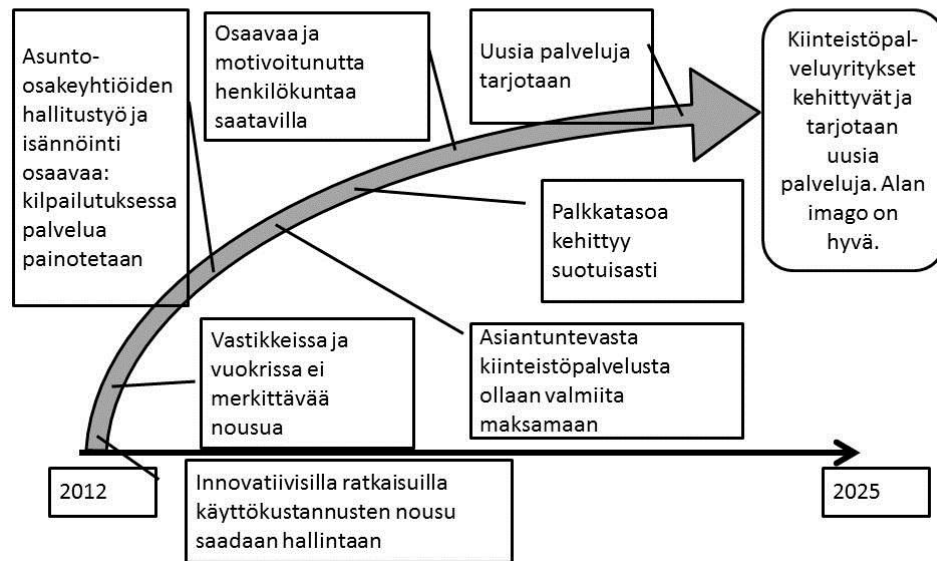 Asunto-
osakeyhtiöiden
hallitustyö ja
isännöinti
osaavaa:
kilpailutuksessa
palvelua
painotetaan
Osaavaa ja
motivoitunutta
henkilökuntaa
saatavilla
Uusia palveluja
tarjotaan
Kiinteistöpal-
veluyritykset
kehittyvät ja
tarjotaan
uusia
palveluja. Alan
imago on
hyvä.
Palkkatasoa
kehittyy
suotuisasti
Vastikkeissa ja
vuokrissa ei
merkittävää
nousua
Asiantuntevasta
kiinteistöpalvelusta
ollaan valmiita
maksamaan
2012
Innovatiivisilla ratkaisuilla
käyttökustannusten nousu
saadaan hallintaan
2025